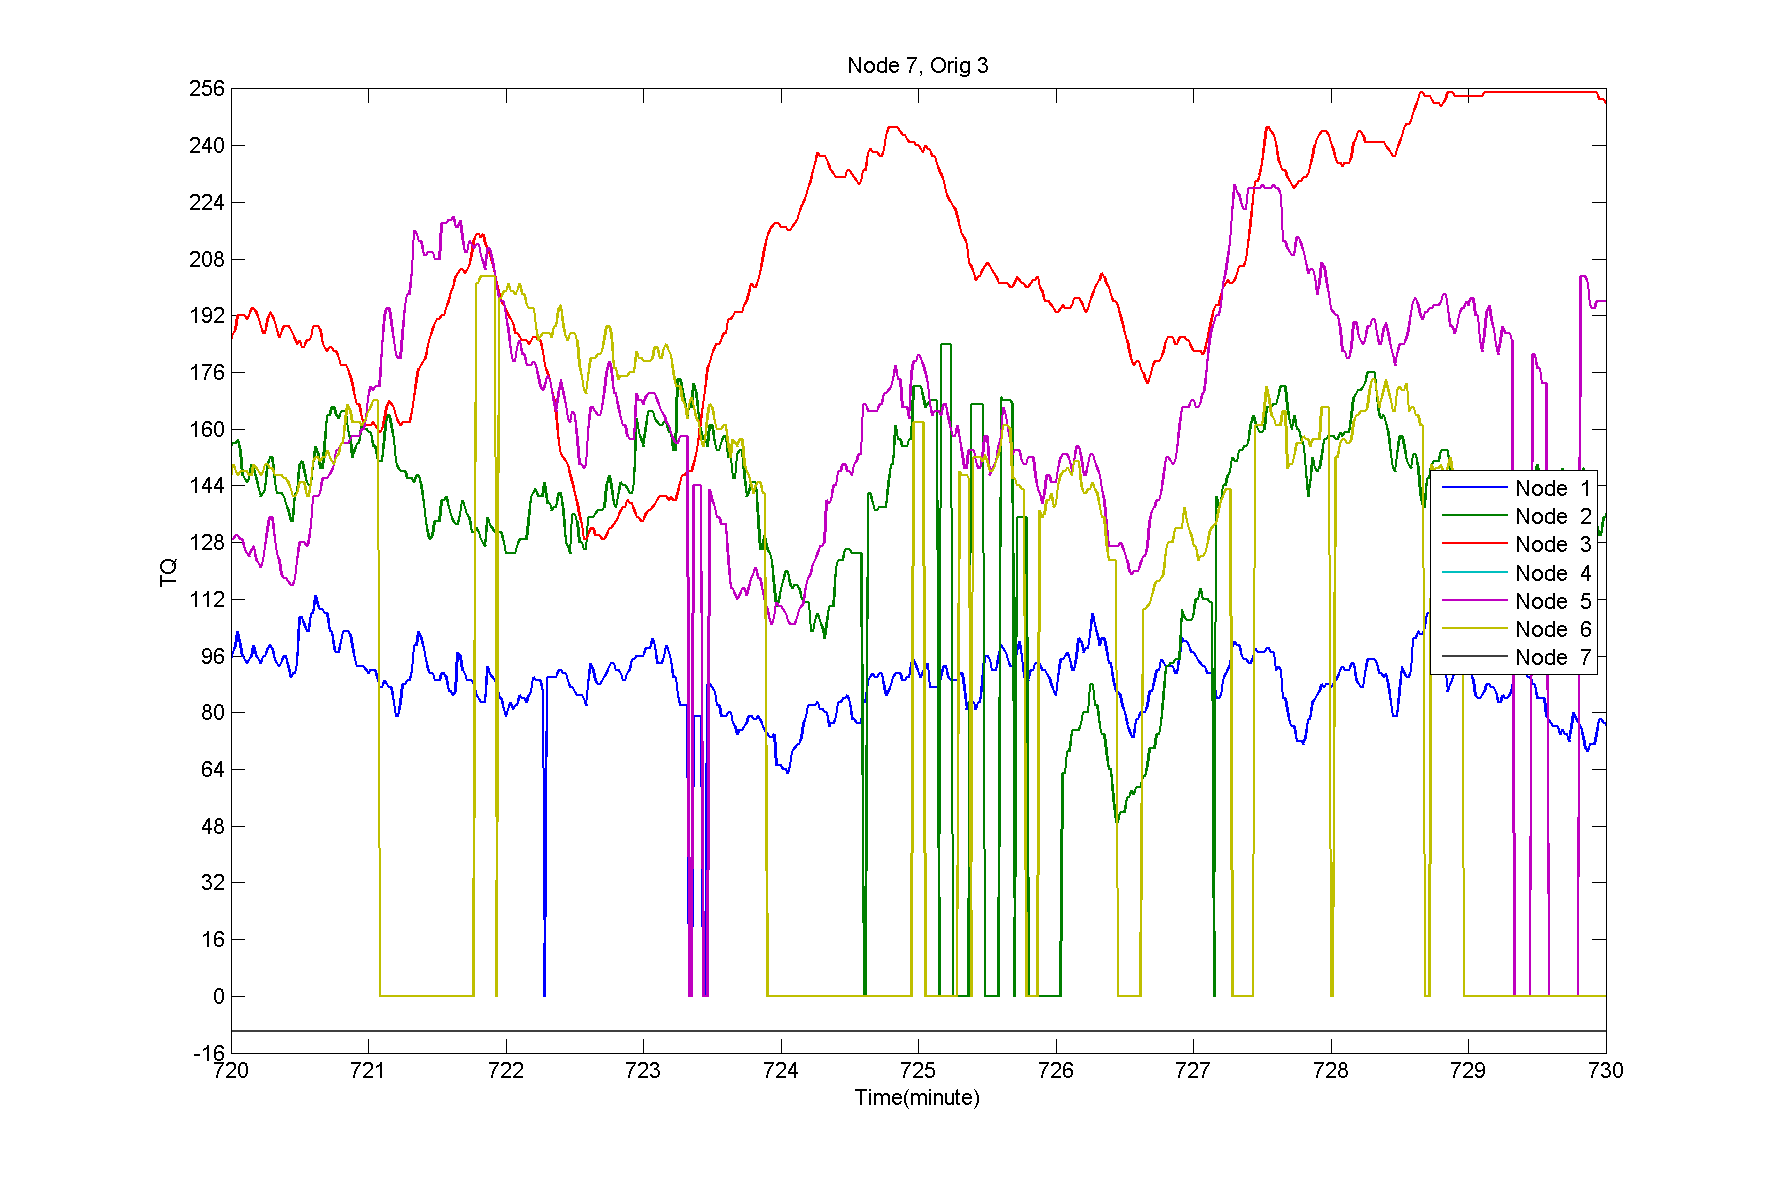 Node 7, Orig 3
256
240
224
208
192
176
160
144
128
112
96
80
64
48
32
16
0
-16
TQ
720 721 722 723 724 725 726 727 728 729 730
Time(minute)
Node 1
Node 2
Node 3
Node 4
Node 5
Node 6
Node 7